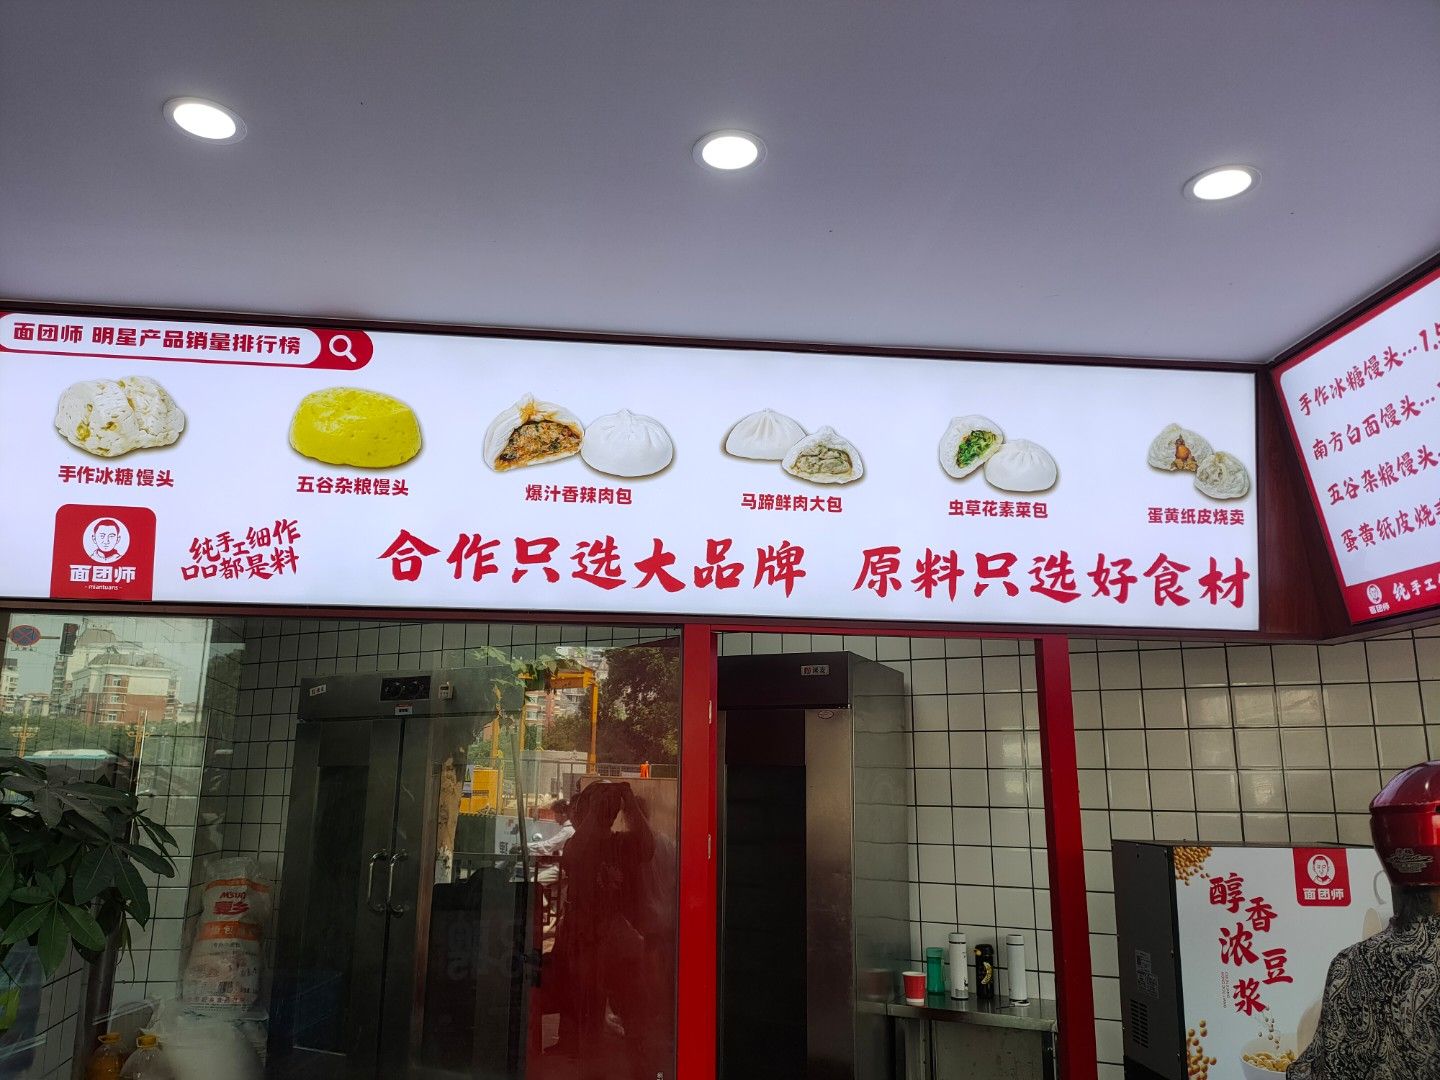 面团师 明星产品销量排行榜
手作冰糖馒头
五谷杂粮馒头
爆汁香辣肉包
马蹄鲜肉大包
虫草花素菜包
蛋黄纸皮烧卖
面团师
-miantuans-
纯手工细作
品品都是料
合作只选大品牌 原料只选好食材
手作冰糖馒头...1.5
南方白面馒头...
五谷杂粮馒头
蛋黄纸皮烧
面团师
纯手工
面团师
醇香浓豆浆